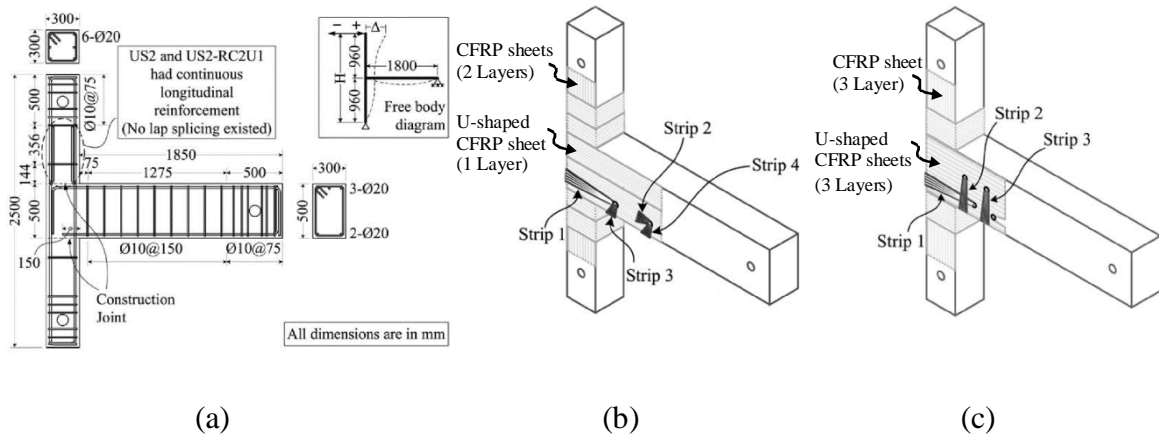 300
6-Ø20
300
US2 and US2-RC2U1
had continuous
longitudinal
reinforcement
(No lap splicing existed)
Ø10@75
500
356
144
500
2500
75
1850
1275
500
150
Ø10@150
Ø10@75
Construction
Joint
3-Ø20
500
2-Ø20
300
− + Δ
H
960
960
1800
Free body
diagram
All dimensions are in mm
(a)
CFRP sheets
(2 Layers)
U-shaped
CFRP sheet
(1 Layer)
Strip 2
Strip 4
Strip 1
Strip 3
(b)
CFRP sheet
(3 Layer)
U-shaped
CFRP sheets
(3 Layers)
Strip 2
Strip 3
Strip 1
(c)